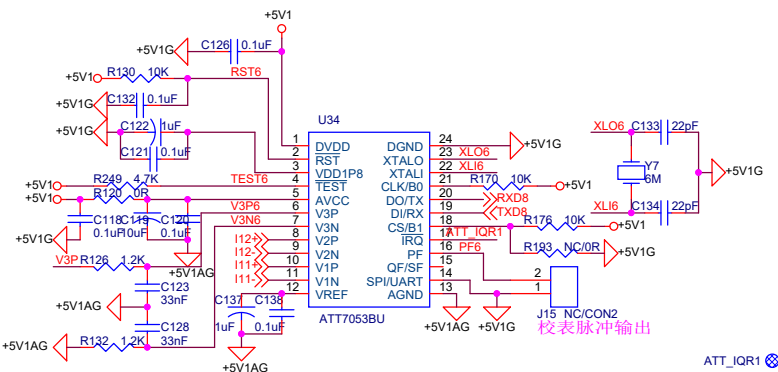 +5V1
+5V1G C126 0.1uF
+5V1 R130 10K RST6
C132 0.1uF
+5V1G
C122 1uF
+5V1G
C121 0.1uF
R249 4.7K TEST6
+5V1
R120 0R
+5V1
C118 C119 C120
0.1uF 10uF 0.1uF
+5V1G
+5V1AG
V3P6
V3N6
I12+
I12-
I11+
I11-
V3P R126 1.2K
C123
33nF
+5V1AG
C128
33nF
R132 1.2K
+5V1AG
C137 C138
1uF 0.1uF
+5V1AG
U34
1 DVDD DGND 24
2 RST XTALO 23
3 VDD1P8 XTALI 22
4 TEST CLK/B0 21
5 AVCC DO/TX 20
6 V3P DI/RX 19
7 V3N CS/B1 18
8 V2P IRQ 17
9 V2N PF 16
10 V1P QF/SF 15
11 V1N SPI/UART 14
12 VREF AGND 13
ATT7053BU
+5V1G
XLO6
XLI6
R170 10K +5V1
RXD8
TXD8
R176 10K +5V1
ATT_IQR1
PF6
R193 NC/0R +5V1G
2
1
J15 NC/CON2
校表脉冲输出
+5V1AG +5V1G
XLO6 C133 22pF
Y7
6M
+5V1G
XLI6 C134 22pF
ATT_IQR1